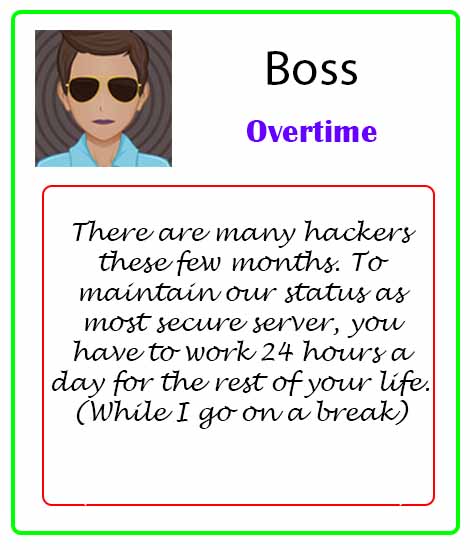 Boss
Overtime
There are many hackers
these few months. To
maintain our status as
most secure server, you
have to work 24 hours a
day for the rest of your life.
(While I go on a break)